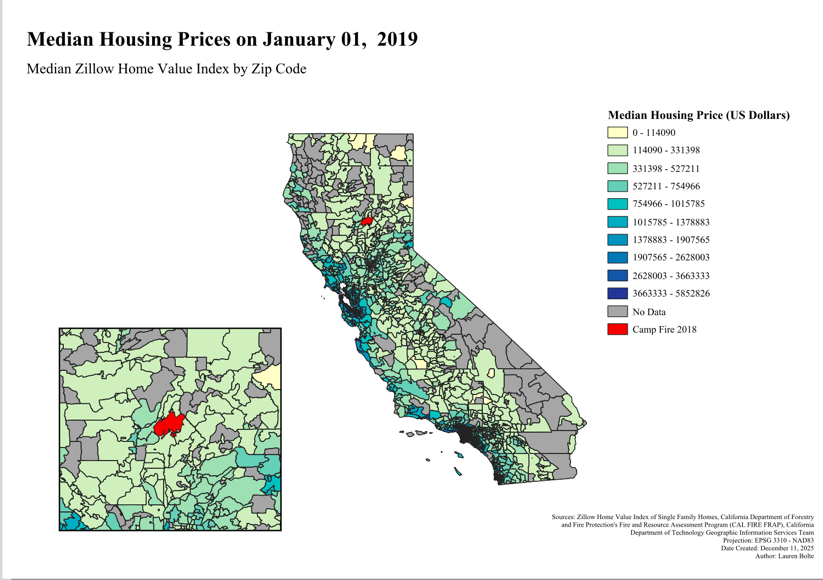 Median Housing Prices on January 01, 2019
Median Zillow Home Value Index by Zip Code
Median Housing Price (US Dollars)
0 - 114090
114090 - 331398
331398 - 527211
527211 - 754966
754966 - 1015785
1015785 - 1378883
1378883 - 1907565
1907565 - 2628003
2628003 - 3663333
3663333 - 5852826
No Data
Camp Fire 2018
Sources: Zillow Home Value Index of Single Family Homes, California Department of Forestry
and Fire Protection's Fire and Resource Assessment Program (CAL FIRE FRAP), California
Department of Technology Geographic Information Services Team
Projection: EPSG 3310 - NAD83
Date Created: December 11, 2025
Author: Lauren Bolte